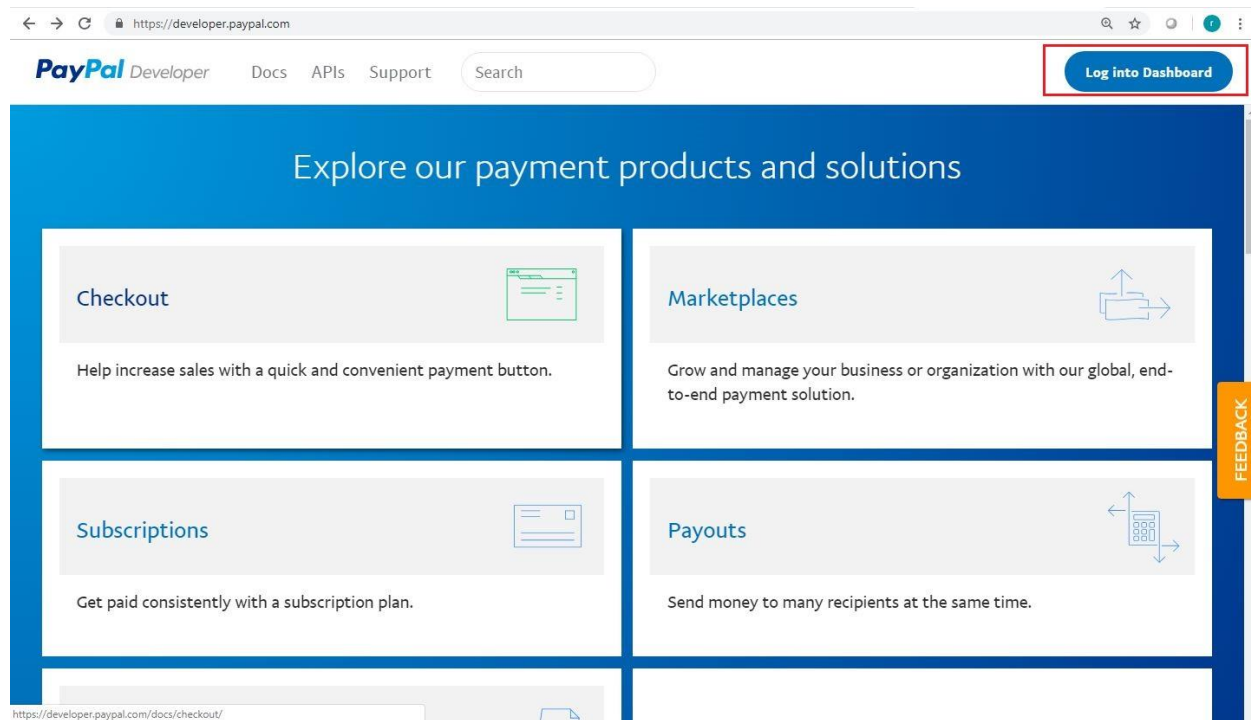 https://developer.paypal.com
r
PayPal Developer Docs APIs Support Search Log into Dashboard
Explore our payment products and solutions
Checkout
Help increase sales with a quick and convenient payment button.
Marketplaces
Grow and manage your business or organization with our global, end-
to-end payment solution.
FEEDBACK
Subscriptions
Get paid consistently with a subscription plan.
Payouts
Send money to many recipients at the same time.
https://developer.paypal.com/docs/checkout/